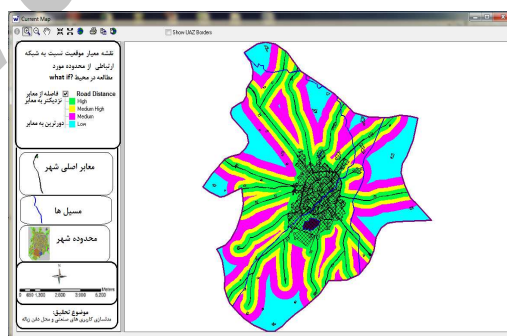 Current Map
Show UAZ Borders
نقشه معیار موقعیت نسبت به شبکه
ارتباطی از محدوده مورد
مطالعه در محیط what if?
فاصله از معابر Road Distance
نزدیکتر به معابر High
Medium High
Medium
دورترین به معابر Low
معابر اصلی شهر
مسیل ها
محدوده شهر
Meters
موضوع تحقیق:
مدلسازی کاربری های صنعتی و محل دفن زباله